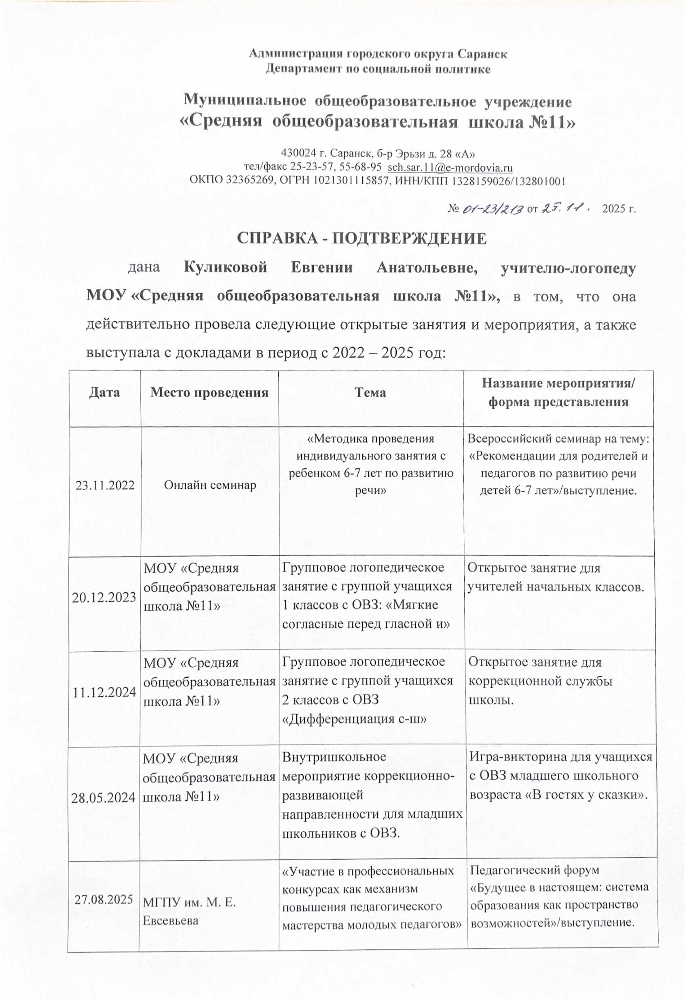 Администрация городского округа Саранск
Департамент по социальной политике
Муниципальное общеобразовательное учреждение
«Средняя общеобразовательная школа №11»
430024 г. Саранск, б-р Эрьзи д. 28 «А»
тел/факс 25-23-57, 55-68-95 sch.sar.11@e-mordovia.ru
ОКПО 32365269, ОГРН 1021301115857, ИНН/КПП 1328159026/132801001
№ 01-23/213 от 25.11. 2025 г.
СПРАВКА - ПОДТВЕРЖДЕНИЕ
дана Куликовой Евгении Анатольевне, учителю-логопеду
МОУ «Средняя общеобразовательная школа №11», в том, что она
действительно провела следующие открытые занятия и мероприятия, а также
выступала с докладами в период с 2022 – 2025 год:
Дата
Место проведения
Тема
Название мероприятия/
форма представления
23.11.2022
Онлайн семинар
«Методика проведения
индивидуального занятия с
ребенком 6-7 лет по развитию
речи»
Всероссийский семинар на тему:
«Рекомендации для родителей и
педагогов по развитию речи
детей 6-7 лет»/выступление.
20.12.2023
МОУ «Средняя
общеобразовательная
школа №11»
Групповое логопедическое
занятие с группой учащихся
1 классов с ОВЗ: «Мягкие
согласные перед гласной и»
Открытое занятие для
учителей начальных классов.
11.12.2024
МОУ «Средняя
общеобразовательная
школа №11»
Групповое логопедическое
занятие с группой учащихся
2 классов с ОВЗ
«Дифференциация с-ш»
Открытое занятие для
коррекционной службы
школы.
28.05.2024
МОУ «Средняя
общеобразовательная
школа №11»
Внутришкольное
мероприятие коррекционно-
развивающей
направленности для младших
школьников с ОВЗ.
Игра-викторина для учащихся
с ОВЗ младшего школьного
возраста «В гостях у сказки».
27.08.2025
МГПУ им. М. Е.
Евсевьева
«Участие в профессиональных
конкурсах как механизм
повышения педагогического
мастерства молодых педагогов»
Педагогический форум
«Будущее в настоящем: система
образования как пространство
возможностей»/выступление.